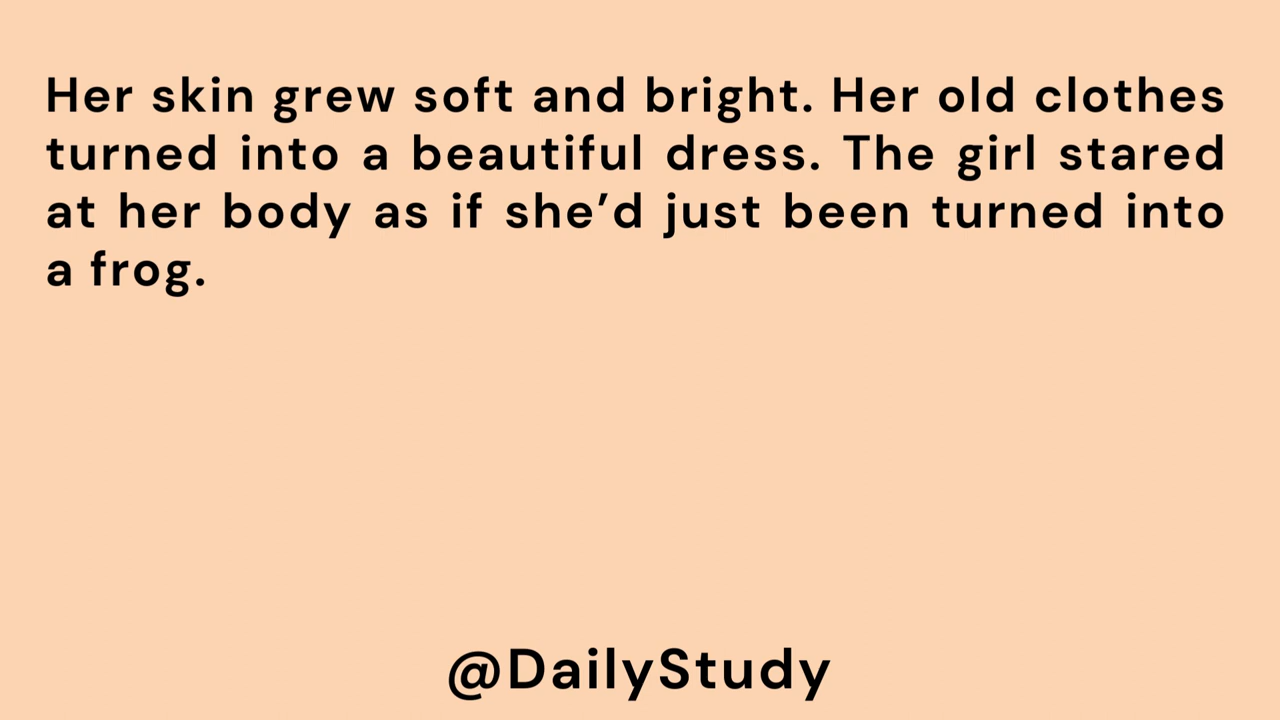 Her skin grew soft and bright. Her old clothes
turned into a beautiful dress. The girl stared
at her body as if she’d just been turned into
a frog.
@DailyStudy